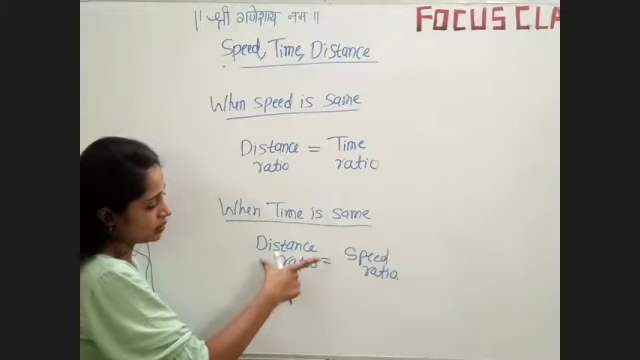 ||श्री गणेशाय नम||
FOCUS CLA
Speed, Time, Distance
When speed is same
Distance = Time
ratio ratio
When Time is same
Distance
ratio = Speed
ratio.